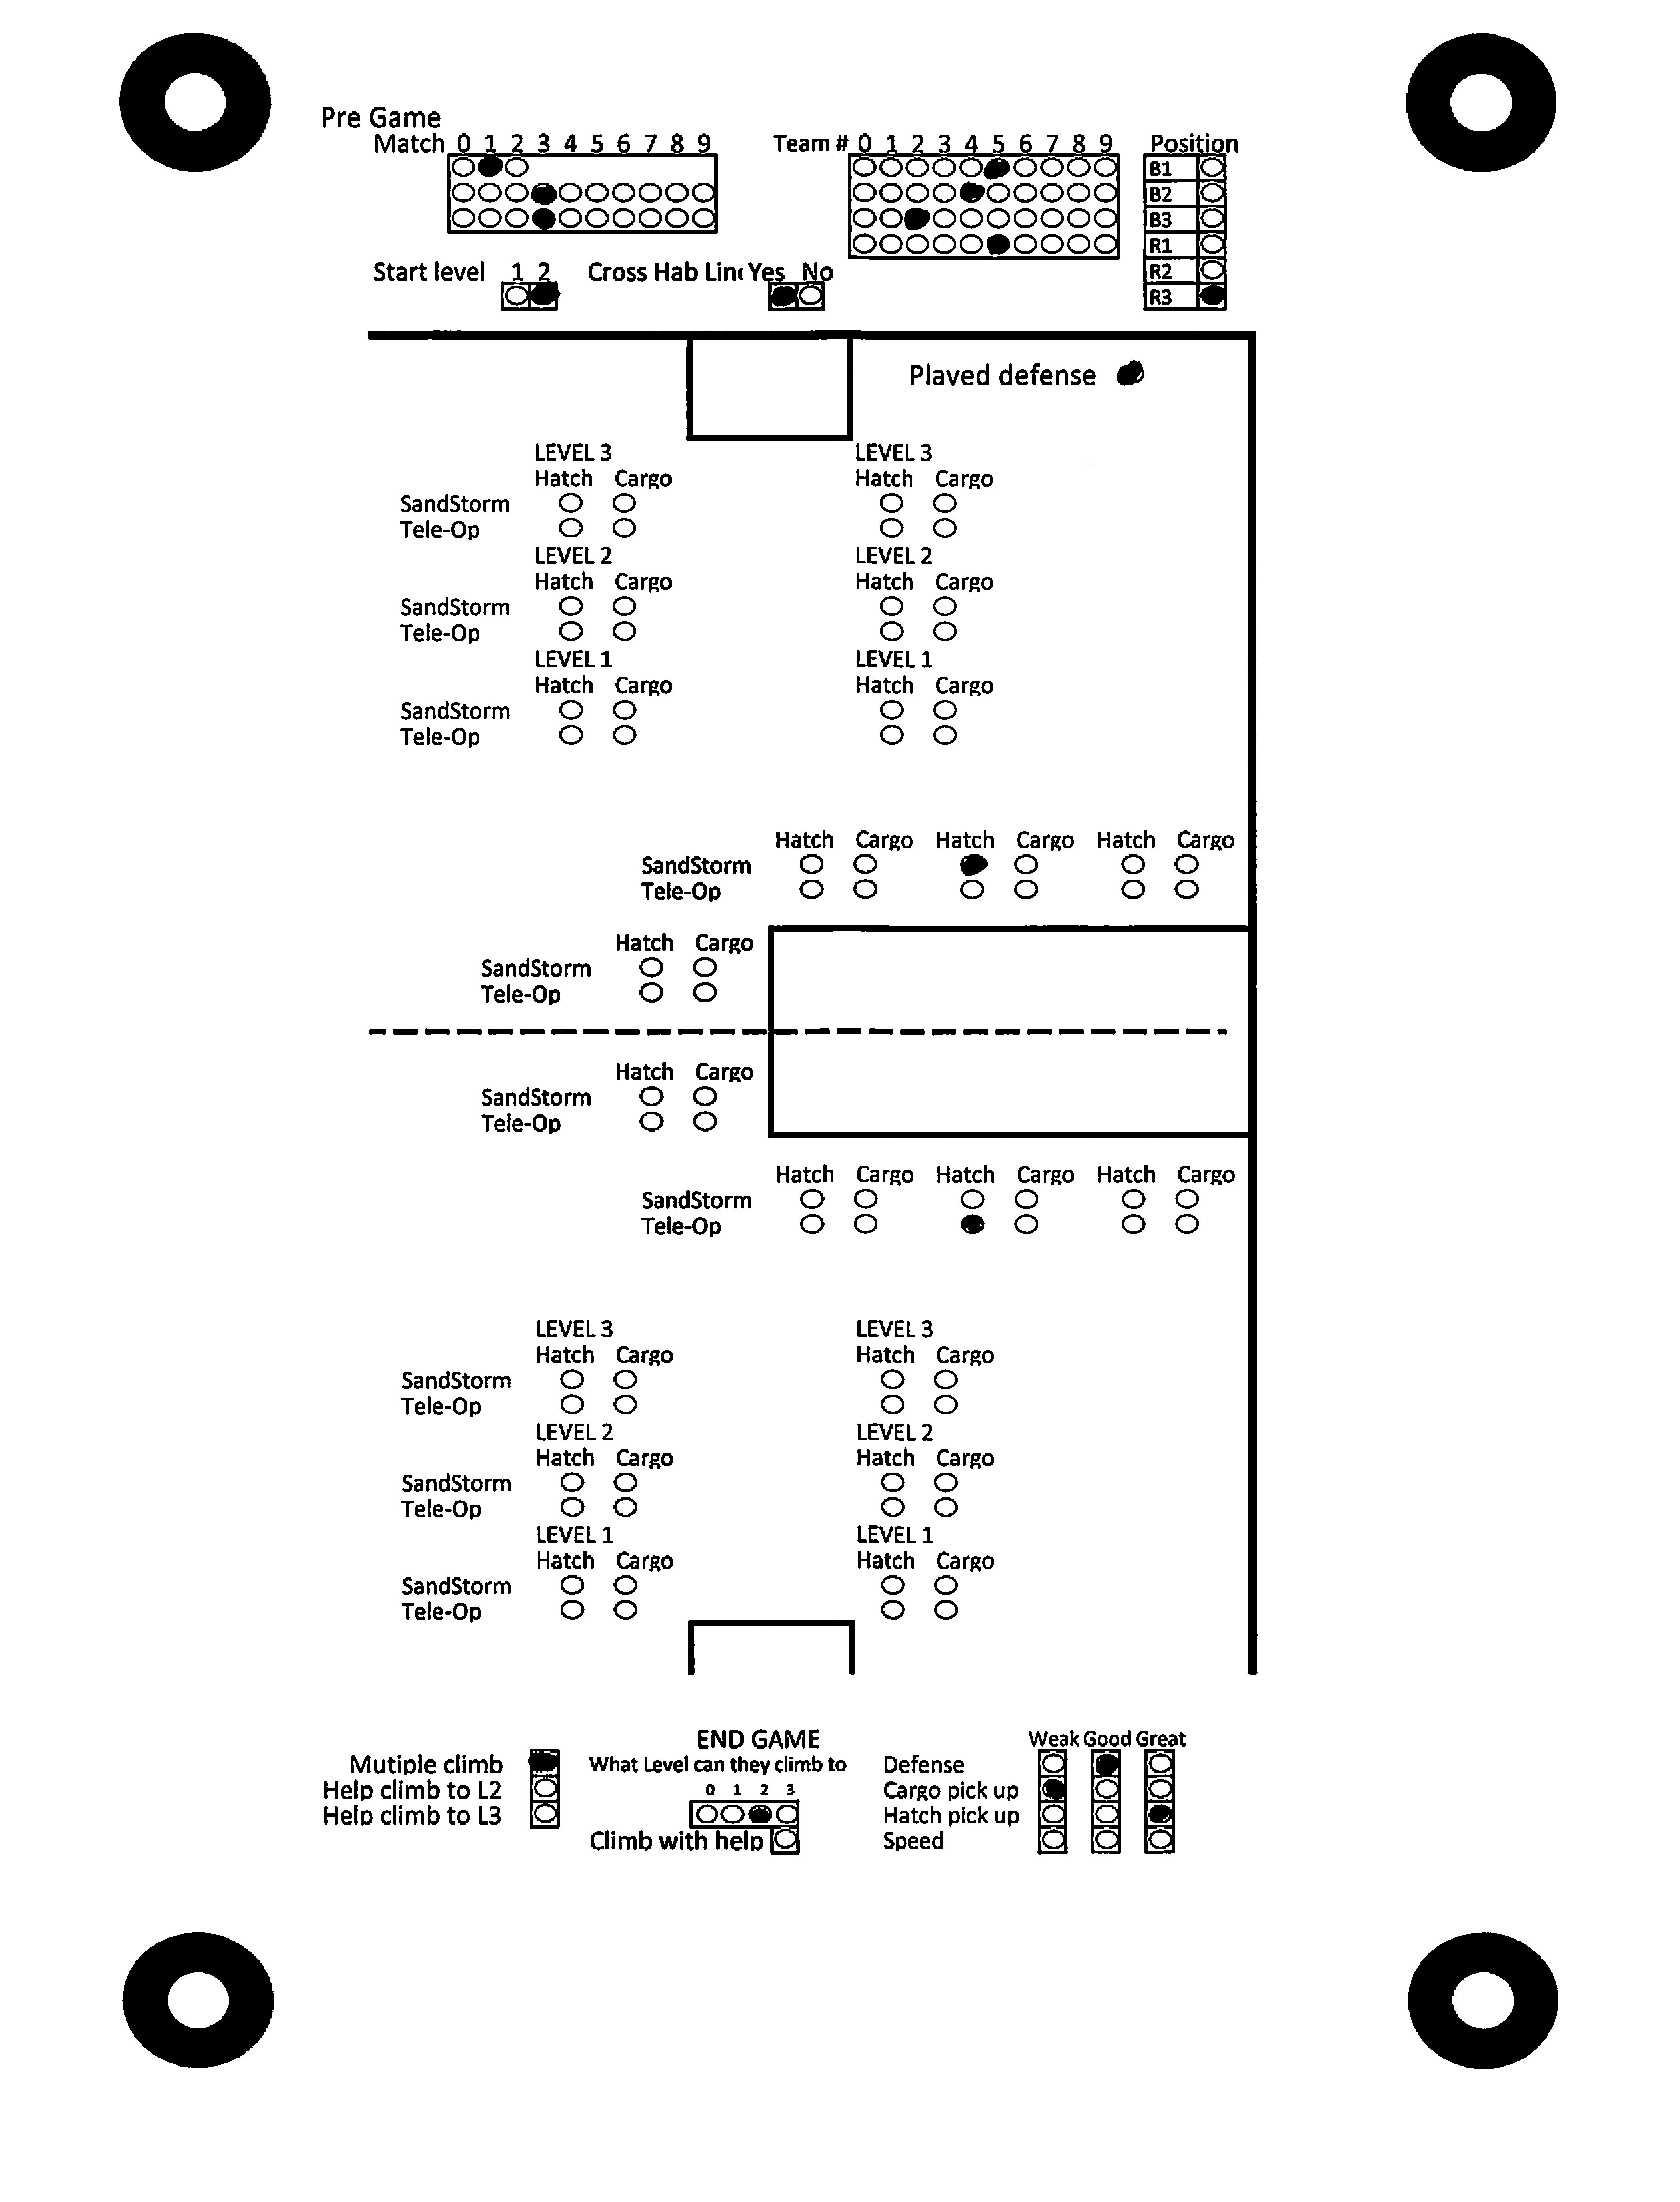 Pre Game
Match 0 1 2 3 4 5 6 7 8 9 Team # 0 1 2 3 4 5 6 7 8 9 Position
B1
B2
B3
R1
Start level 1 2 Cross Hab Line Yes No R2
R3
Played defense
LEVEL 3 LEVEL 3
Hatch Cargo Hatch Cargo
SandStorm
Tele-Op
LEVEL 2 LEVEL 2
Hatch Cargo Hatch Cargo
SandStorm
Tele-Op
LEVEL 1 LEVEL 1
Hatch Cargo Hatch Cargo
SandStorm
Tele-Op
Hatch Cargo Hatch Cargo Hatch Cargo
SandStorm
Tele-Op
Hatch Cargo
SandStorm
Tele-Op
Hatch Cargo
SandStorm
Tele-Op
Hatch Cargo Hatch Cargo Hatch Cargo
SandStorm
Tele-Op
LEVEL 3 LEVEL 3
Hatch Cargo Hatch Cargo
SandStorm
Tele-Op
LEVEL 2 LEVEL 2
Hatch Cargo Hatch Cargo
SandStorm
Tele-Op
LEVEL 1 LEVEL 1
Hatch Cargo Hatch Cargo
SandStorm
Tele-Op
END GAME Weak Good Great
Mutiple climb What Level can they climb to Defense
Help climb to L2 0 1 2 3 Cargo pick up
Help climb to L3 Hatch pick up
Climb with help Speed